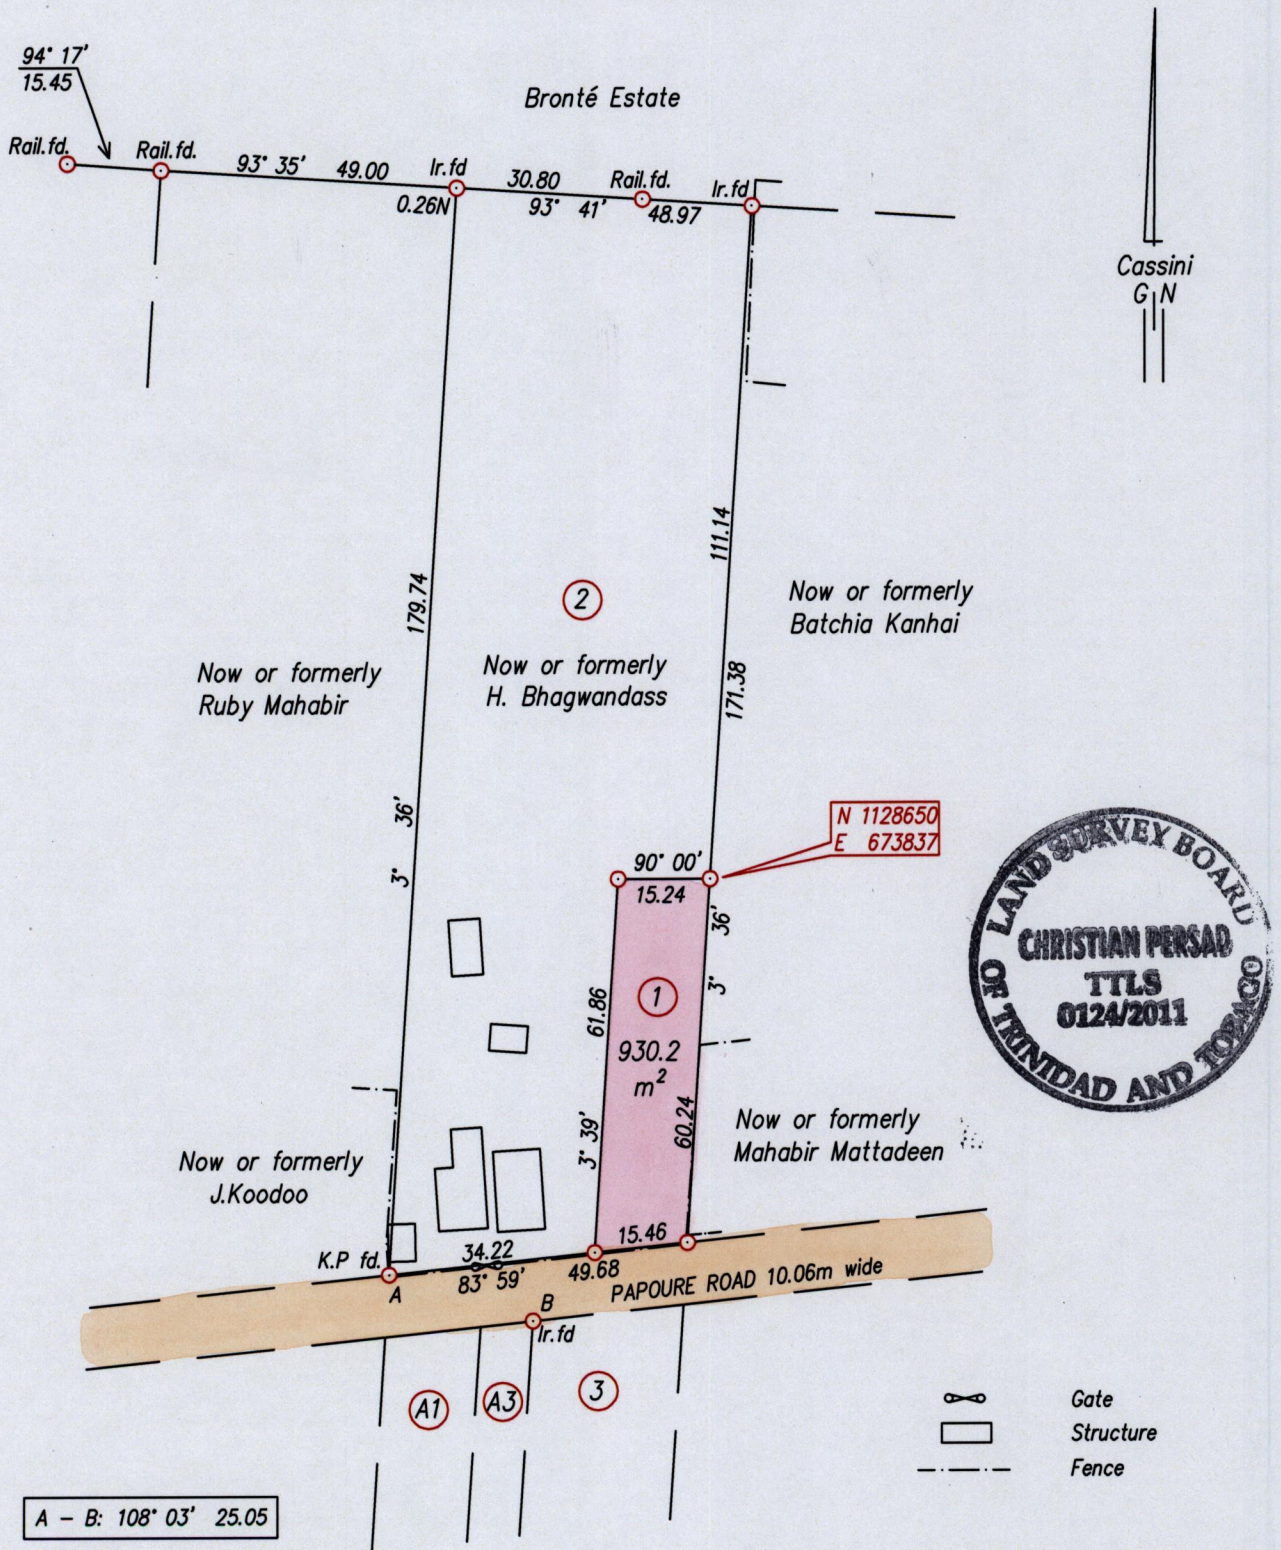 94° 17'
15.45
Bronté Estate
Rail.fd.
Rail.fd.
93° 35' 49.00
Ir.fd
0.26N
30.80
93° 41'
Rail.fd.
48.97
Ir.fd
Cassini
G N
179.74
3° 36'
111.14
171.38
2
Now or formerly
Batchia Kanhai
Now or formerly
Ruby Mahabir
Now or formerly
H. Bhagwandass
N 1128650
E 673837
90° 00'
15.24
3° 36'
61.86
3° 39'
1
930.2
m²
60.24
LAND SURVEY BOARD
CHRISTIAN PERSAD
TTLS
0124/2011
OF TRINIDAD AND TOBAGO
Now or formerly
Mahabir Mattadeen
Now or formerly
J.Koodoo
15.46
K.P fd.
34.22
83° 59'
49.68
PAPOURE ROAD 10.06m wide
A
B
Ir.fd
A1
A3
3
Gate
Structure
Fence
A – B: 108° 03' 25.05